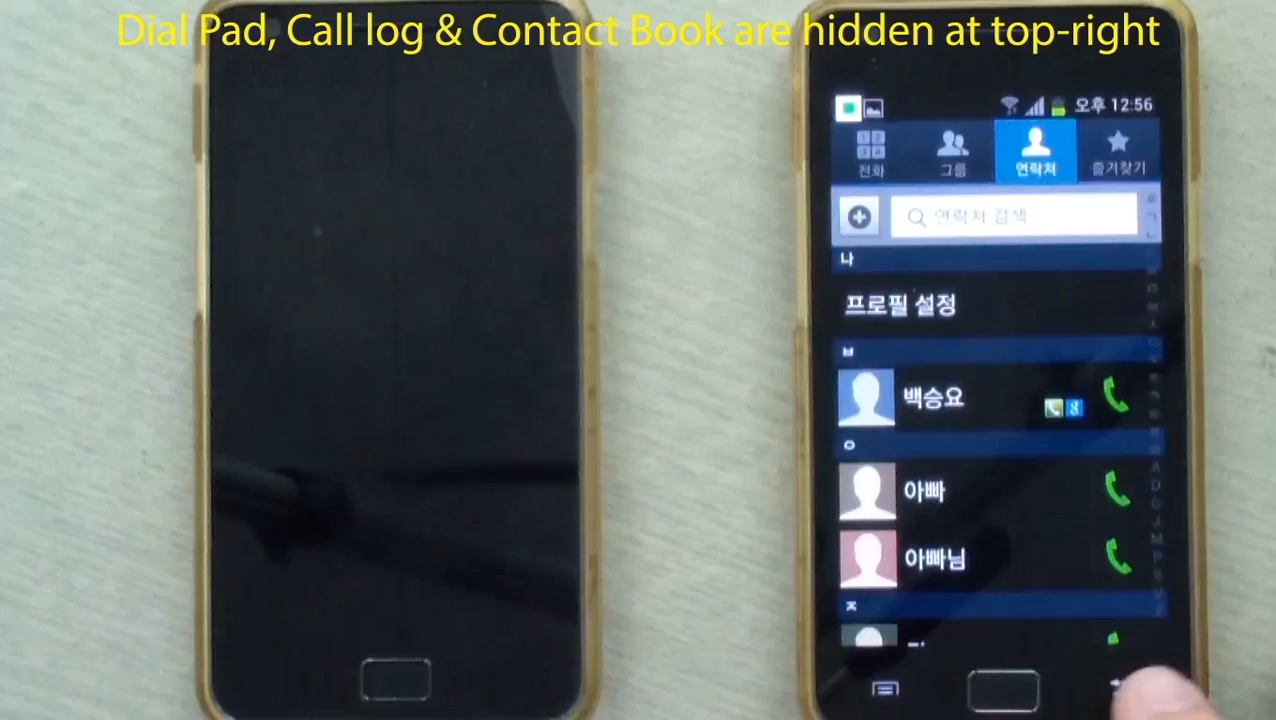 Dial Pad, Call log & Contact Book are hidden at top-right
오후 12:56
전화 그룹 연락처 즐겨찾기
연락처 검색
나
프로필 설정
ㅂ
백승요
8
ㅇ
아빠
아빠님
ㅈ